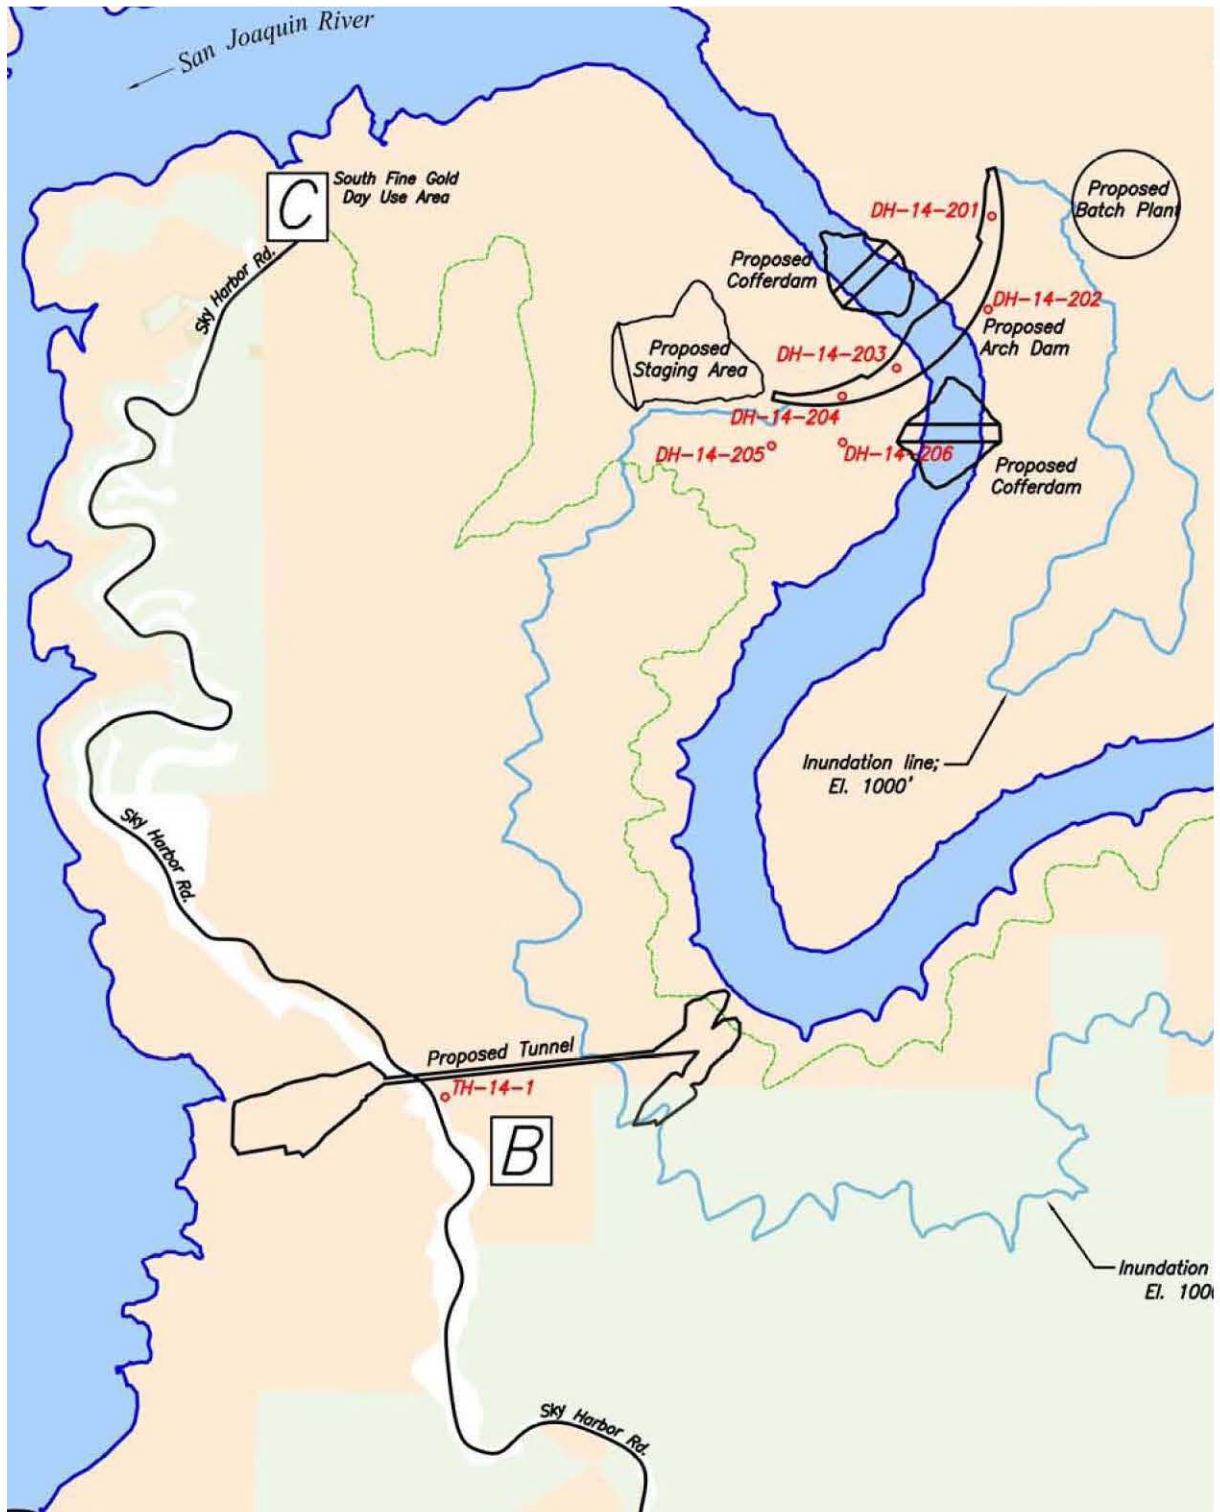 San Joaquin River
C
South Fine Gold
Day Use Area
Proposed
Batch Plant
DH-14-201
Sky Harbor Rd.
Proposed
Cofferdam
DH-14-202
Proposed
Arch Dam
Proposed
Staging Area
DH-14-203
DH-14-204
DH-14-205
DH-14-206
Proposed
Cofferdam
Inundation line;
El. 1000'
Sky Harbor Rd.
Proposed Tunnel
TH-14-1
B
Inundation
El. 100
Sky Harbor Rd.